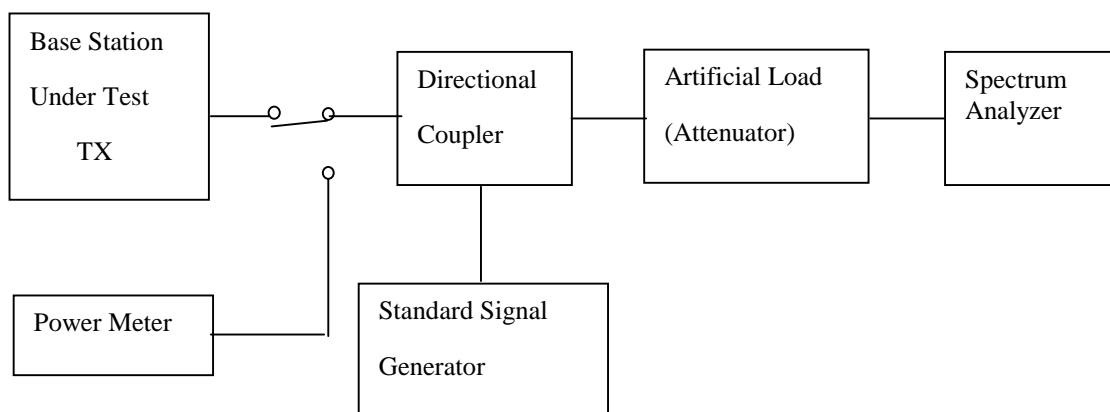 Base Station
Under Test
TX
Directional
Coupler
Artificial Load
(Attenuator)
Spectrum
Analyzer
Power Meter
Standard Signal
Generator